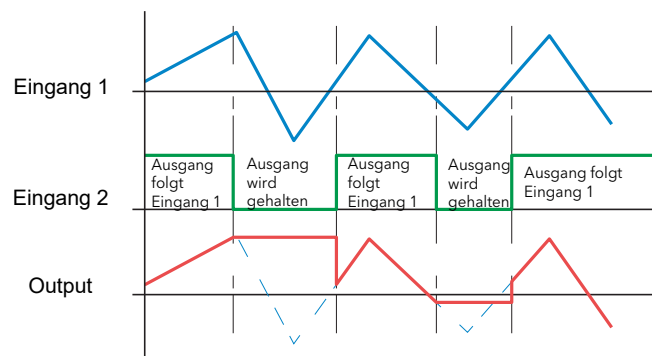 Eingang 1
Eingang 2
Ausgang
folgt
Eingang 1
Ausgang
wird
gehalten
Ausgang
folgt
Eingang 1
Ausgang
wird
gehalten
Ausgang folgt
Eingang 1
Output